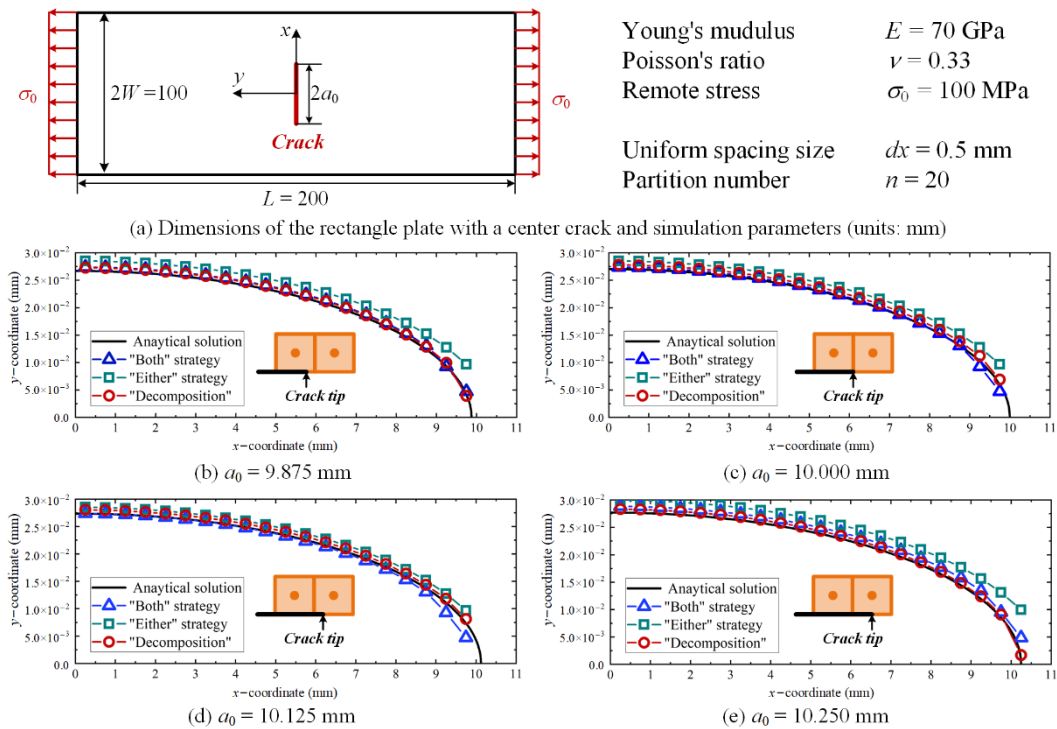 x
y
σ0
2W =100
2a0
σ0
Crack
L = 200
Young's mudulus E = 70 GPa
Poisson's ratio ν = 0.33
Remote stress σ0 = 100 MPa
Uniform spacing size dx = 0.5 mm
Partition number n = 20
(a) Dimensions of the rectangle plate with a center crack and simulation parameters (units: mm)
3.0×10⁻²
2.5×10⁻²
2.0×10⁻²
1.5×10⁻²
1.0×10⁻²
5.0×10⁻³
0.0
y−coordinate (mm)
Anaytical solution
"Both" strategy
"Either" strategy
"Decomposition"
Crack tip
0 1 2 3 4 5 6 7 8 9 10 11
x−coordinate (mm)
(b) a0 = 9.875 mm
3.0×10⁻²
2.5×10⁻²
2.0×10⁻²
1.5×10⁻²
1.0×10⁻²
5.0×10⁻³
0.0
y−coordinate (mm)
Anaytical solution
"Both" strategy
"Either" strategy
"Decomposition"
Crack tip
0 1 2 3 4 5 6 7 8 9 10 11
x−coordinate (mm)
(c) a0 = 10.000 mm
3.0×10⁻²
2.5×10⁻²
2.0×10⁻²
1.5×10⁻²
1.0×10⁻²
5.0×10⁻³
0.0
y−coordinate (mm)
Anaytical solution
"Both" strategy
"Either" strategy
"Decomposition"
Crack tip
0 1 2 3 4 5 6 7 8 9 10 11
x−coordinate (mm)
(d) a0 = 10.125 mm
3.0×10⁻²
2.5×10⁻²
2.0×10⁻²
1.5×10⁻²
1.0×10⁻²
5.0×10⁻³
0.0
y−coordinate (mm)
Anaytical solution
"Both" strategy
"Either" strategy
"Decomposition"
Crack tip
0 1 2 3 4 5 6 7 8 9 10 11
x−coordinate (mm)
(e) a0 = 10.250 mm